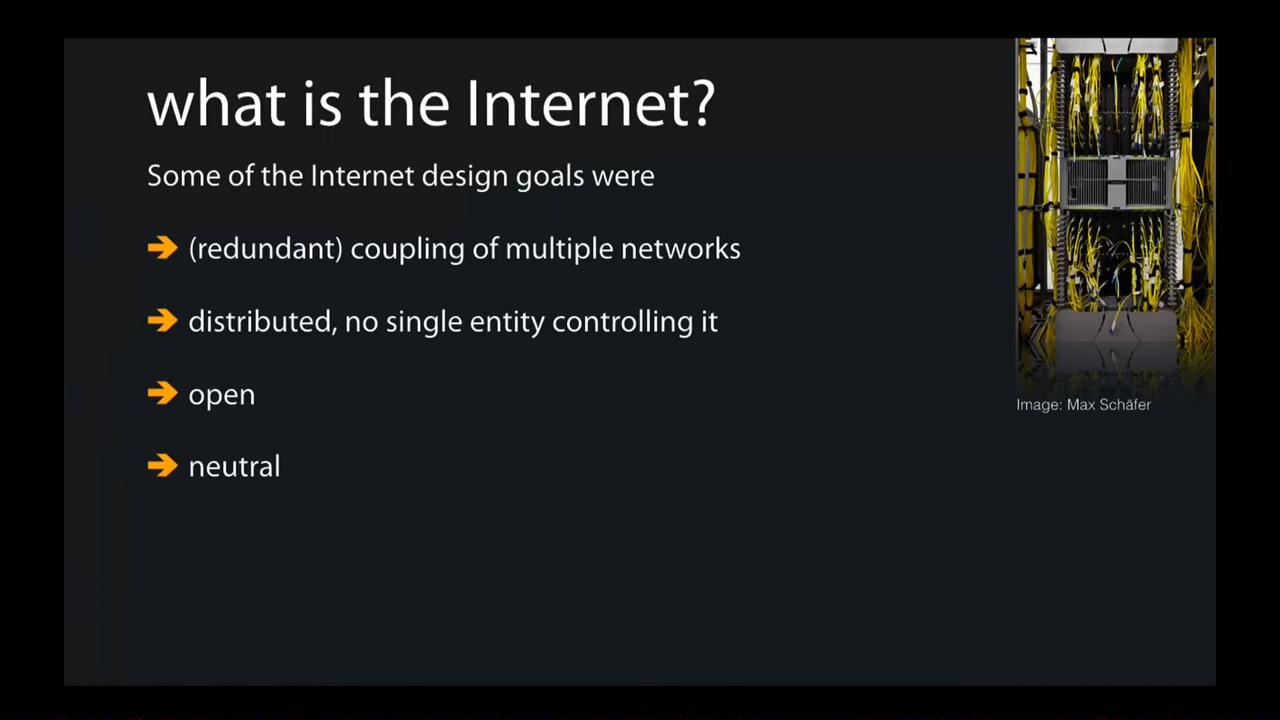 what is the Internet?
Some of the Internet design goals were
➔ (redundant) coupling of multiple networks
➔ distributed, no single entity controlling it
➔ open
➔ neutral
Image: Max Schäfer